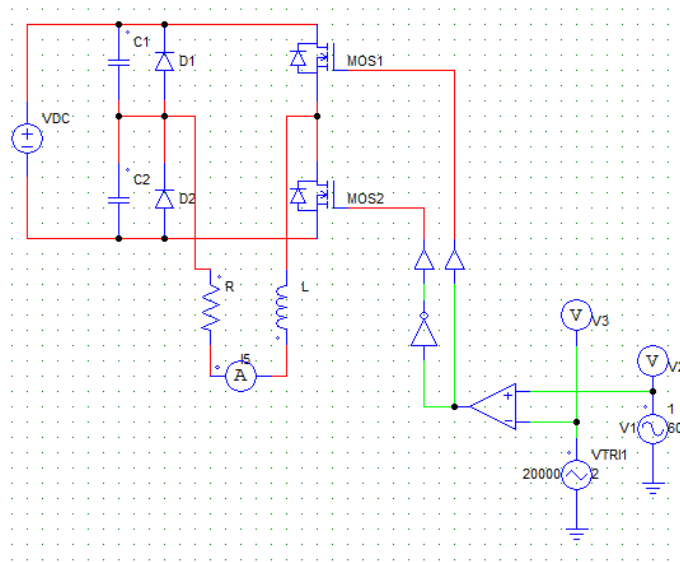 C1
D1
MOS1
VDC
+
−
C2
D2
MOS2
R
L
I5
A
V
V3
V
V2
+
−
1
V1
60
VTRI1
20000
2